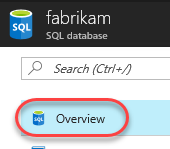 SQL
fabrikam
SQL database
Search (Ctrl+/)
SQL
Overview